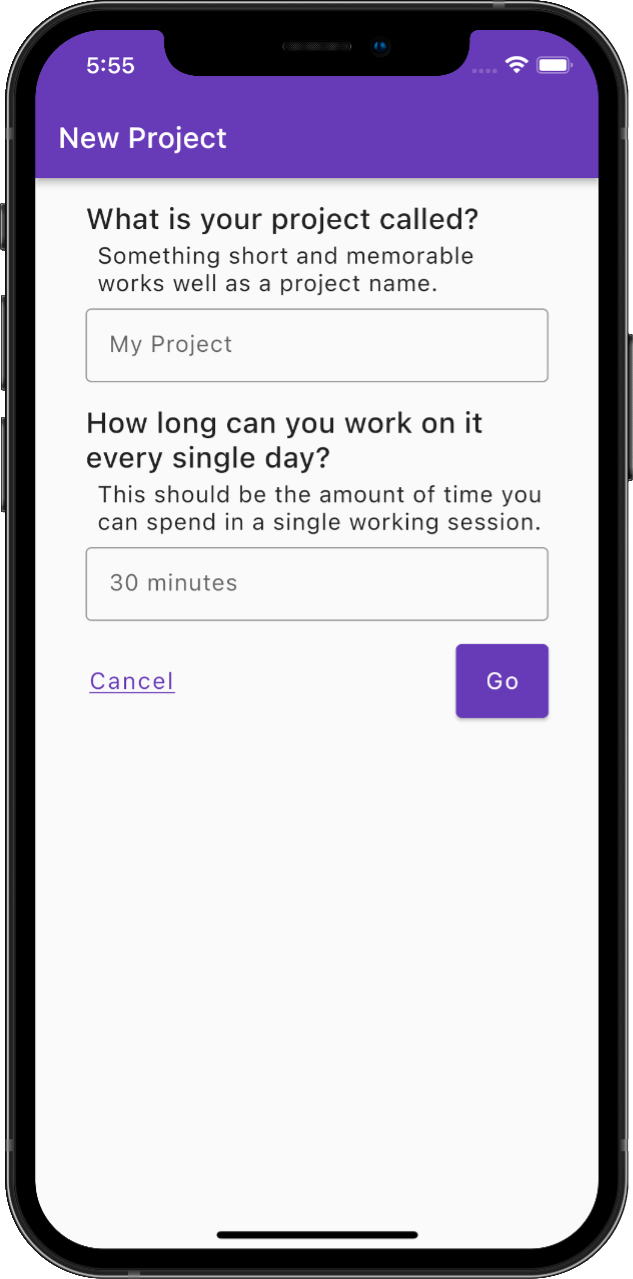 5:55
New Project
What is your project called?
Something short and memorable
works well as a project name.
My Project
How long can you work on it
every single day?
This should be the amount of time you
can spend in a single working session.
30 minutes
Cancel
Go